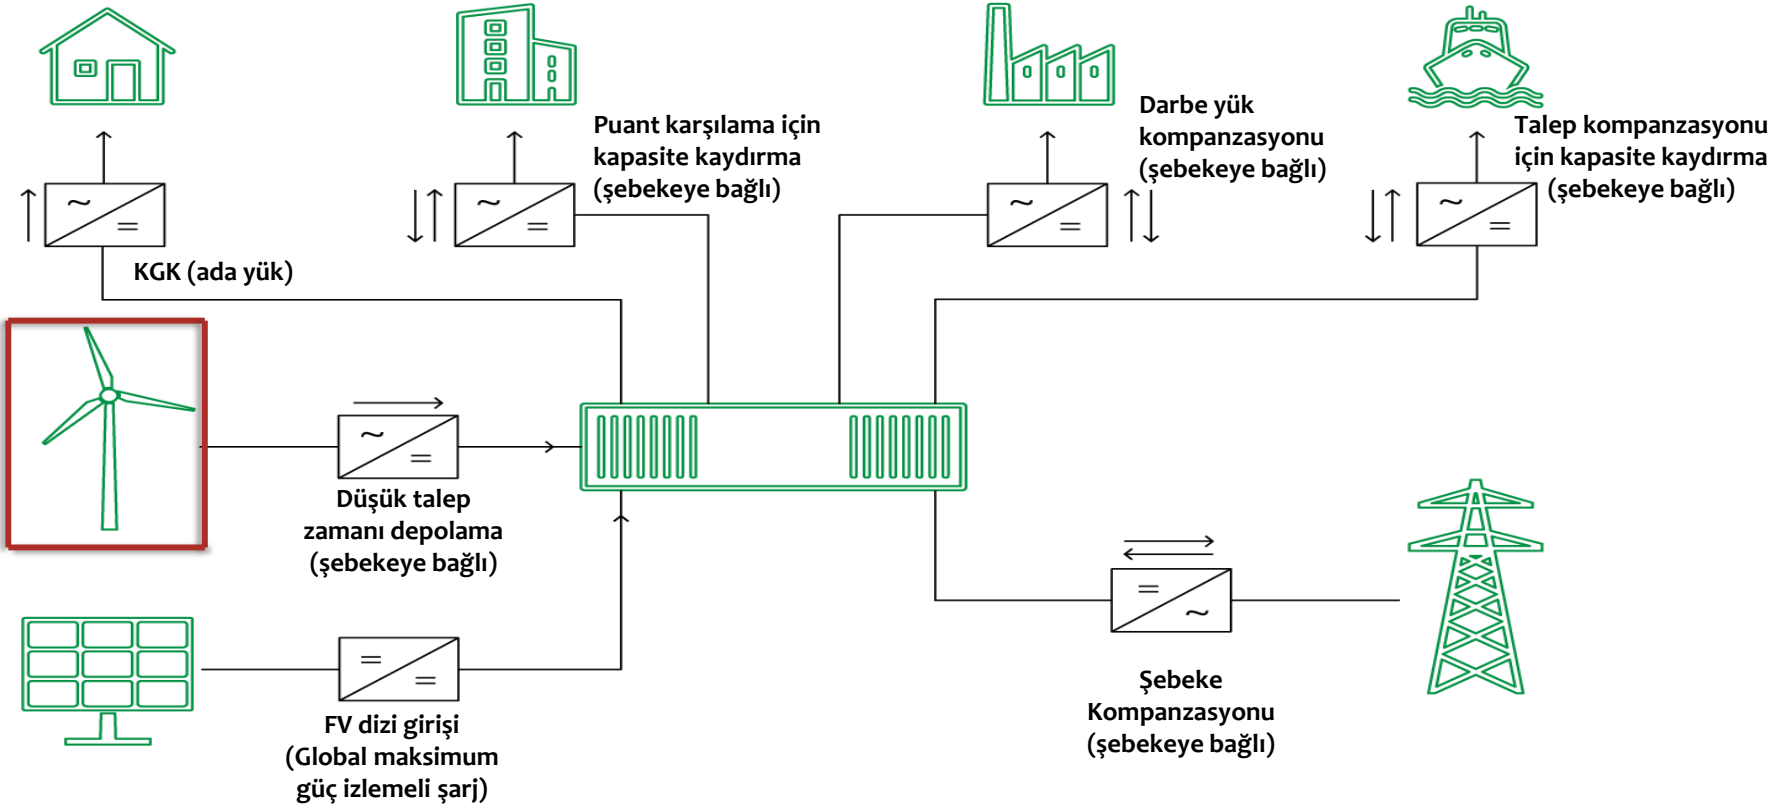 Puant karşılama için
kapasite kaydırma
(şebekeye bağlı)
Darbe yük
kompanzasyonu
(şebekeye bağlı)
Talep kompanzasyonu
için kapasite kaydırma
(şebekeye bağlı)
~
=
~
=
~
=
~
=
KGK (ada yük)
~
=
Düşük talep
zamanı depolama
(şebekeye bağlı)
=
~
Şebeke
Kompanzasyonu
(şebekeye bağlı)
=
=
FV dizi girişi
(Global maksimum
güç izlemeli şarj)